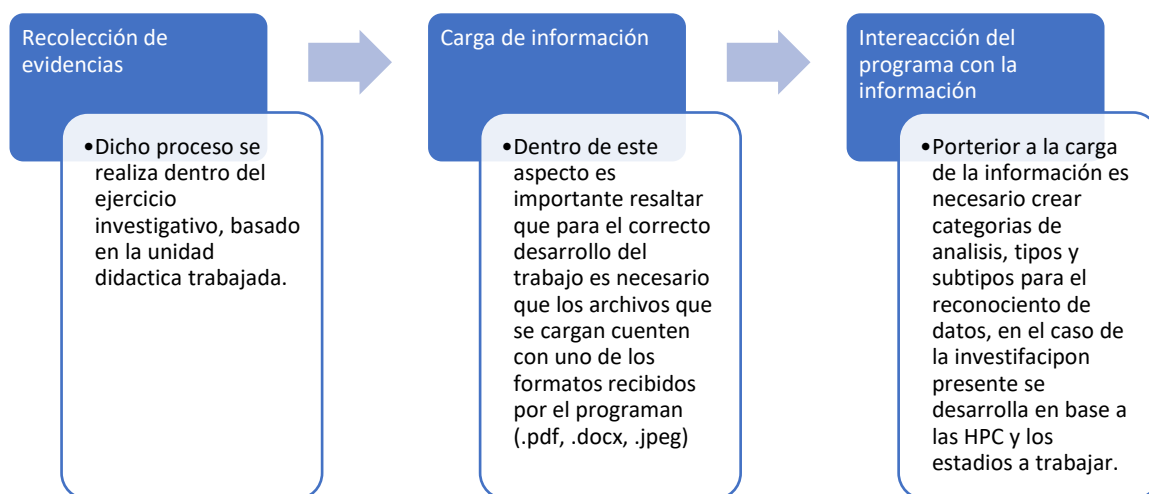 Recolección de
evidencias
•Dicho proceso se
realiza dentro del
ejercicio
investigativo, basado
en la unidad
didactica trabajada.
Carga de información
•Dentro de este
aspecto es
importante resaltar
que para el correcto
desarrollo del
trabajo es necesario
que los archivos que
se cargan cuenten
con uno de los
formatos recibidos
por el programan
(.pdf, .docx, .jpeg)
Intereacción del
programa con la
información
•Porterior a la carga
de la información es
necesario crear
categorias de
analisis, tipos y
subtipos para el
reconociento de
datos, en el caso de
la investifacipon
presente se
desarrolla en base a
las HPC y los
estadios a trabajar.